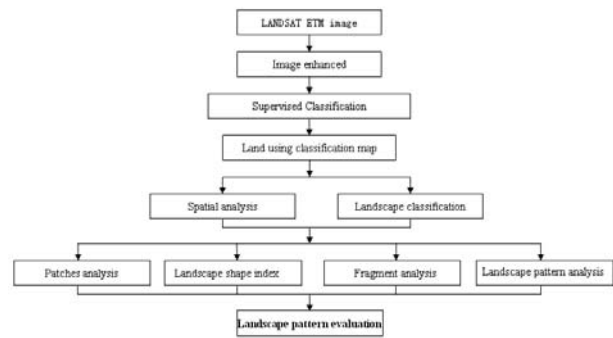 LANDSAT ETM image
Image enhanced
Supervised Classification
Land using classification map
Spatial analysis
Landscape classification
Patches analysis
Landscape shape index
Fragment analysis
Landscape pattern analysis
Landscape pattern evaluation